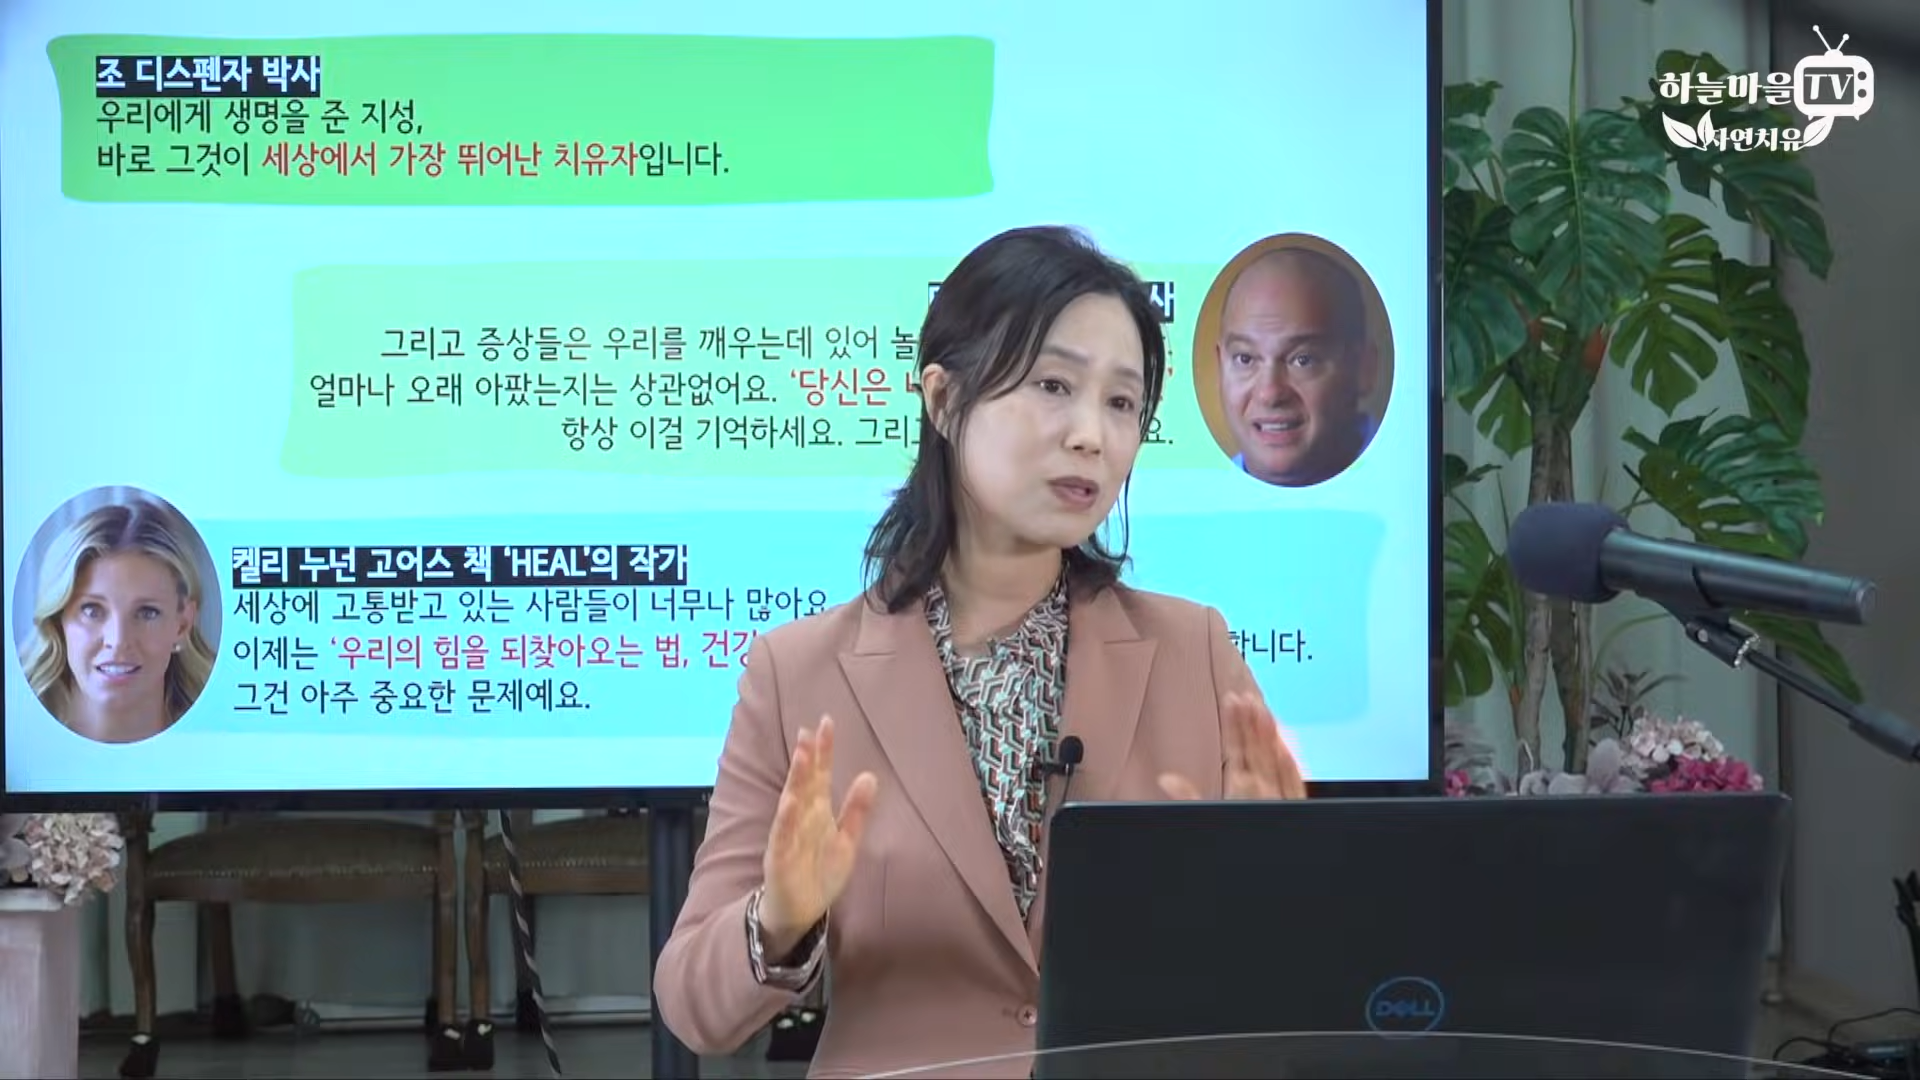 조 디스펜자 박사
우리에게 생명을 준 지성,
바로 그것이 세상에서 가장 뛰어난 치유자입니다.
하늘마을 TV
자연치유
사
그리고 증상들은 우리를 깨우는데 있어
얼마나 오래 아팠는지는 상관없어요. ‘당신은
항상 이걸 기억하세요.
켈리 누넌 고어스 책 ‘HEAL’의 작가
세상에 고통받고 있는 사람들이 너무나 많아요
이제는 ‘우리의 힘을 되찾아오는 법, 합니다.
그건 아주 중요한 문제예요.
DELL